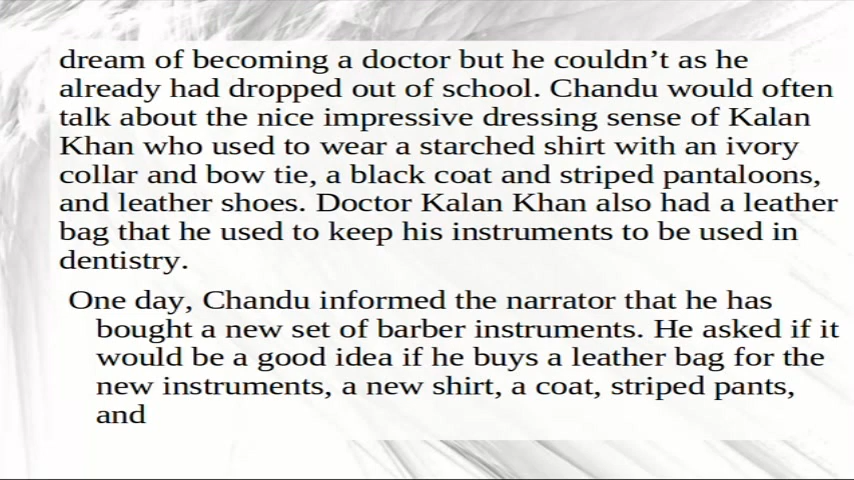 dream of becoming a doctor but he couldn’t as he
already had dropped out of school. Chandu would often
talk about the nice impressive dressing sense of Kalan
Khan who used to wear a starched shirt with an ivory
collar and bow tie, a black coat and striped pantaloons,
and leather shoes. Doctor Kalan Khan also had a leather
bag that he used to keep his instruments to be used in
dentistry.
One day, Chandu informed the narrator that he has
bought a new set of barber instruments. He asked if it
would be a good idea if he buys a leather bag for the
new instruments, a new shirt, a coat, striped pants,
and